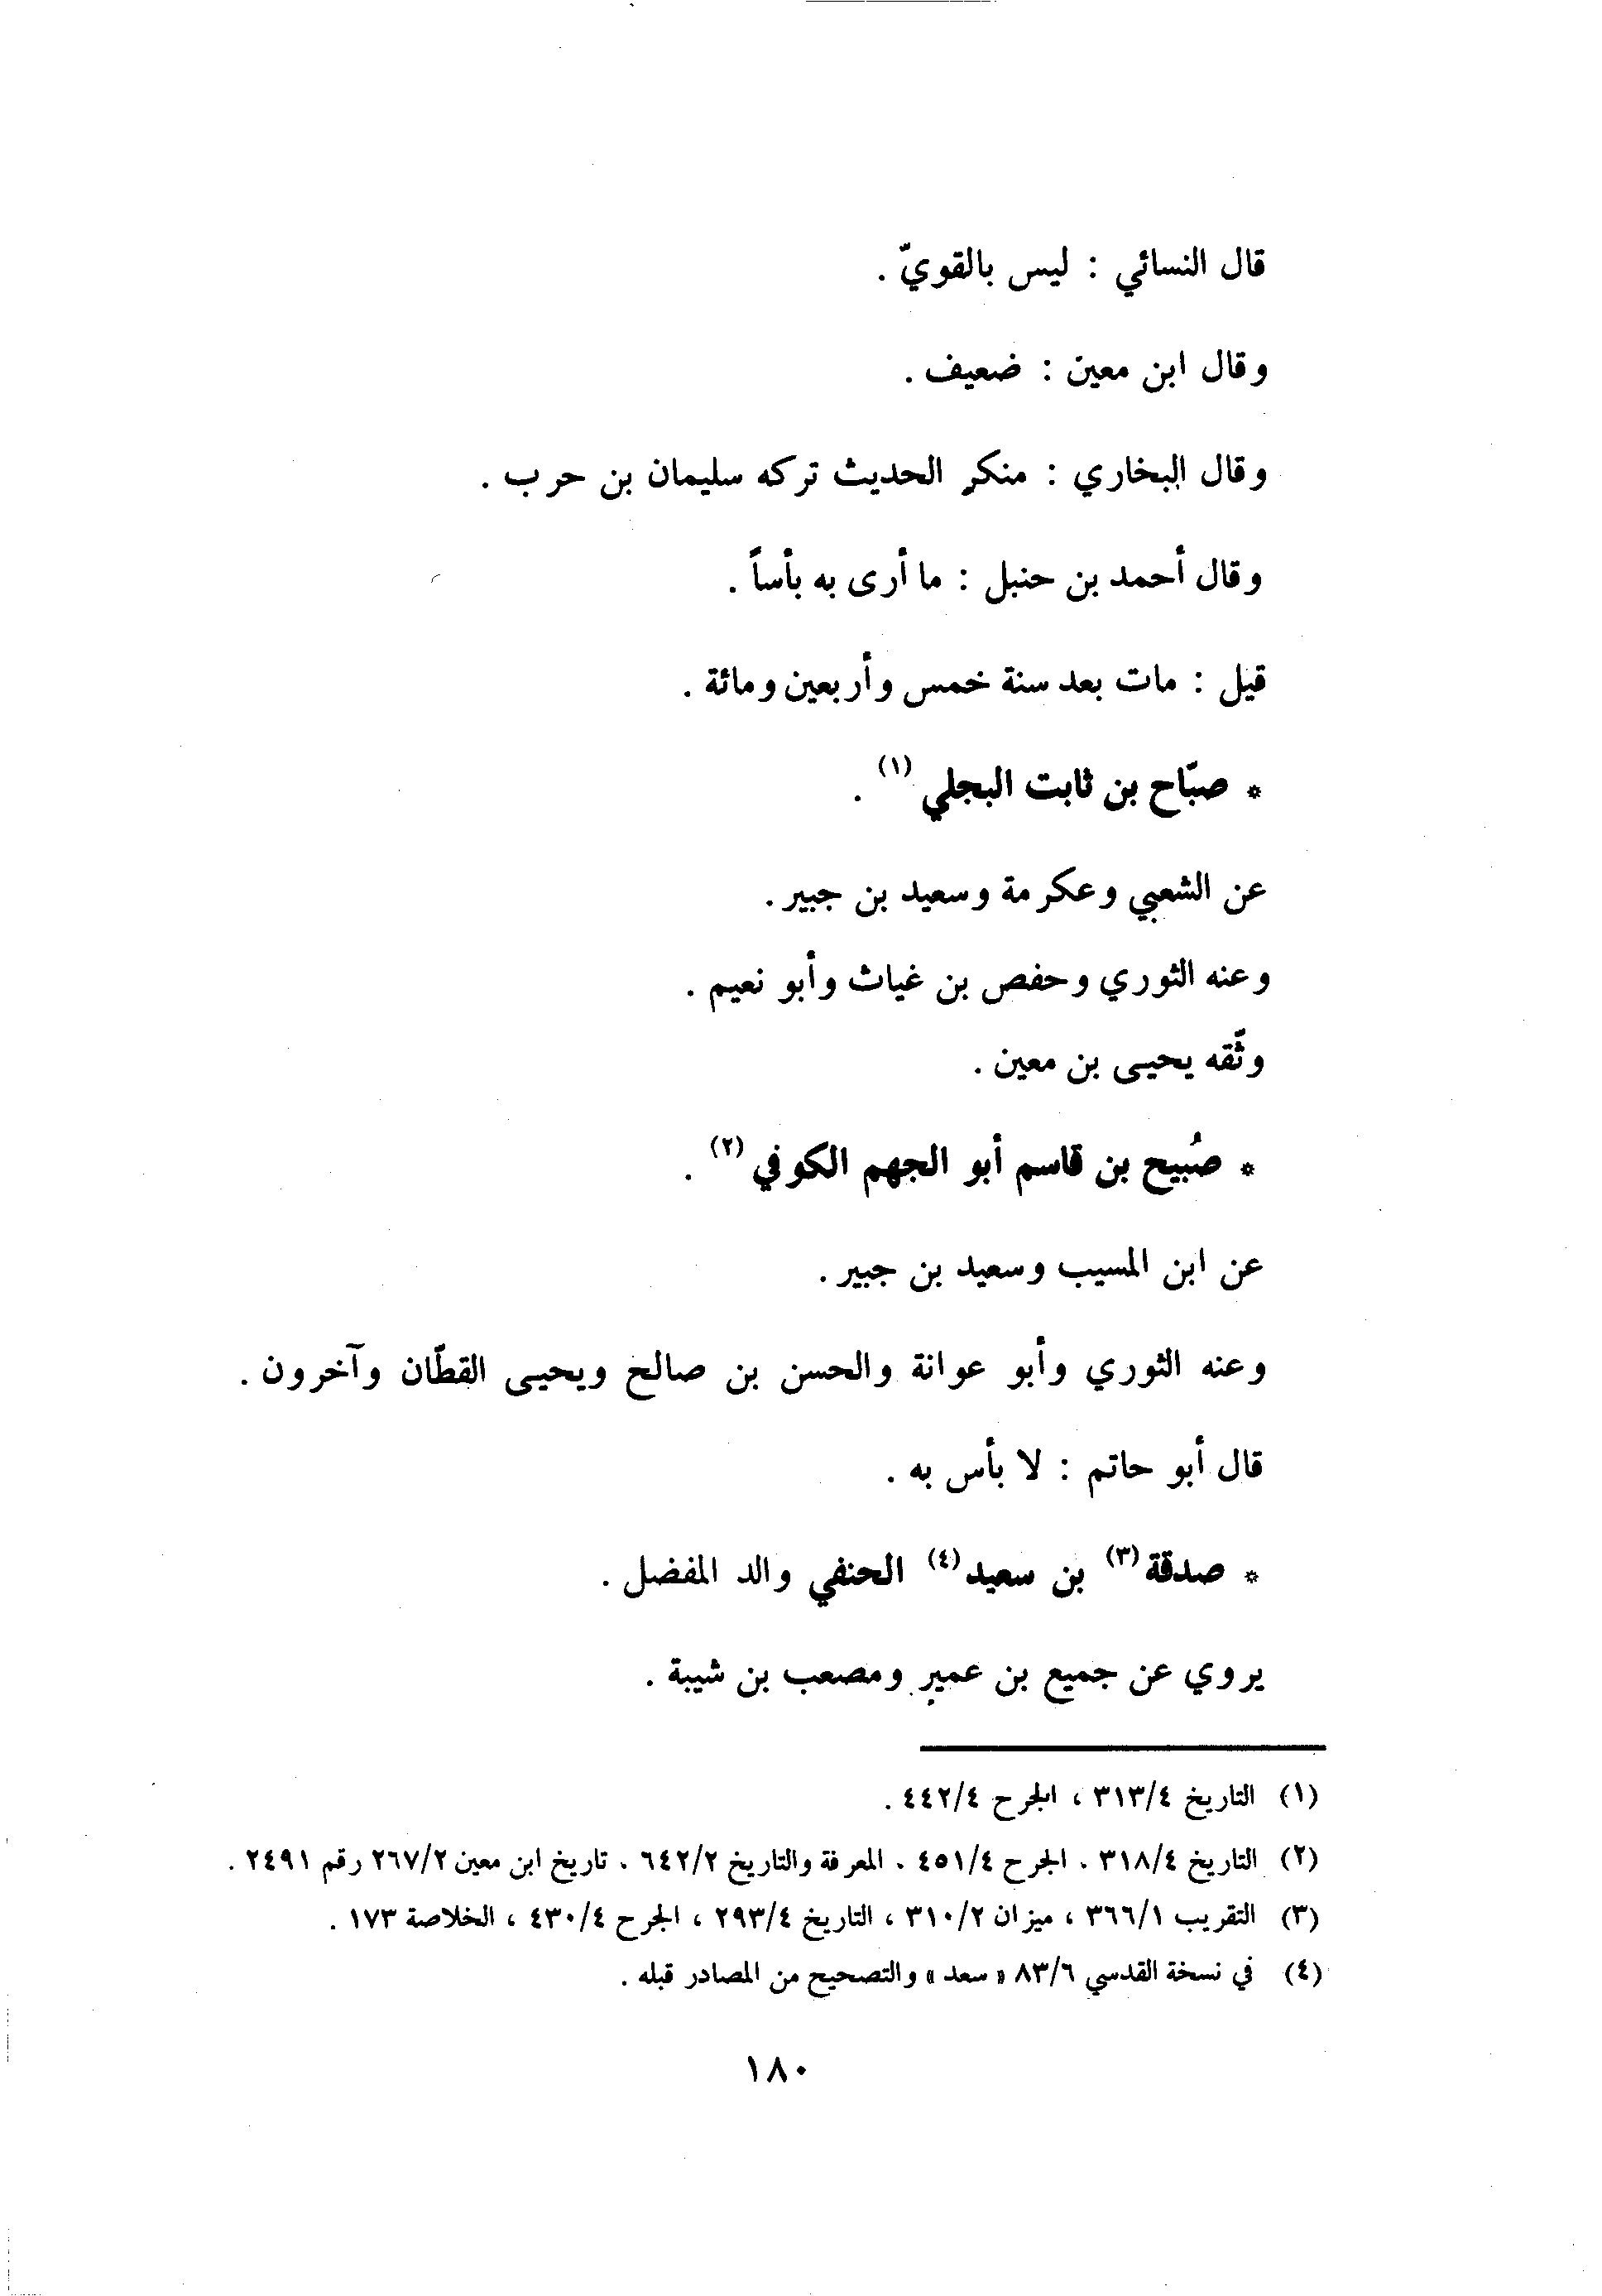 قال النسائي : ليس بالقويّ .
وقال ابن معين : ضعيف .
وقال البخاري : منكر الحديث تركه سليمان بن حرب .
وقال أحمد بن حنبل : ما أرى به بأساً .
قيل : مات بعد سنة خمس وأربعين ومائة .
* صبّاح بن ثابت البجلي (١) .
عن الشعبي وعكرمة وسعيد بن جبير .
وعنه الثوري وحفص بن غياث وأبو نعيم .
وثّقه يحيى بن معين .
* صُبيح بن قاسم أبو الجهم الكوفي (٢) .
عن ابن المسيب وسعيد بن جبير .
وعنه الثوري وأبو عوانة والحسن بن صالح ويحيى القطّان وآخرون .
قال أبو حاتم : لا بأس به .
* صدقة (٣) بن سعيد (٤) الحنفي والد المفضل .
يروي عن جميع بن عمير ومصعب بن شيبة .
(١) التاريخ ٣١٣/٤ ، الجرح ٤٤٢/٤ .
(٢) التاريخ ٣١٨/٤ . الجرح ٤٥١/٤ . المعرفة والتاريخ ٦٤٢/٢ . تاريخ ابن معين ٢٦٧/٢ رقم ٢٤٩١ .
(٣) التقريب ٣٦٦/١ ، ميزان ٣١٠/٢ ، التاريخ ٢٩٣/٤ ، الجرح ٤٣٠/٤ ، الخلاصة ١٧٣ .
(٤) في نسخة القدسي ٨٣/٦ « سعد » والتصحيح من المصادر قبله .
١٨٠